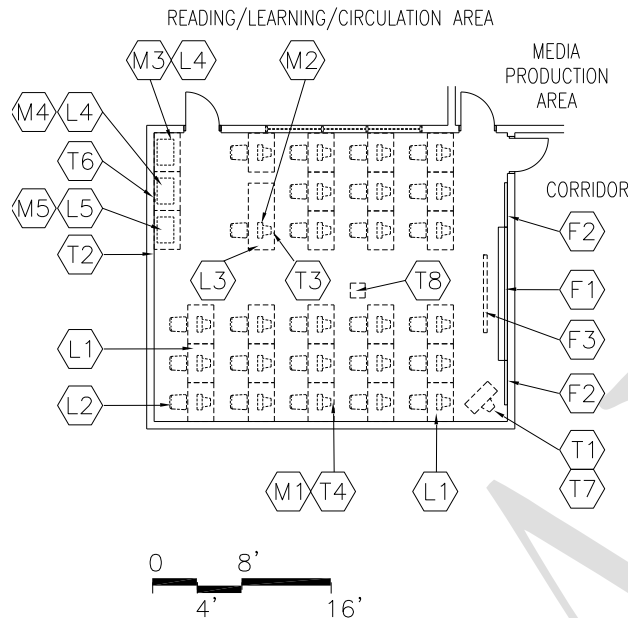 READING/LEARNING/CIRCULATION AREA
M3 L4
M2
MEDIA
PRODUCTION
AREA
M4 L4
T6
M5 L5
CORRIDOR
T2
F2
L3
T3
T8
F1
F3
L1
L2
F2
T1
M1 T4
L1
T7
0 8'
4' 16'